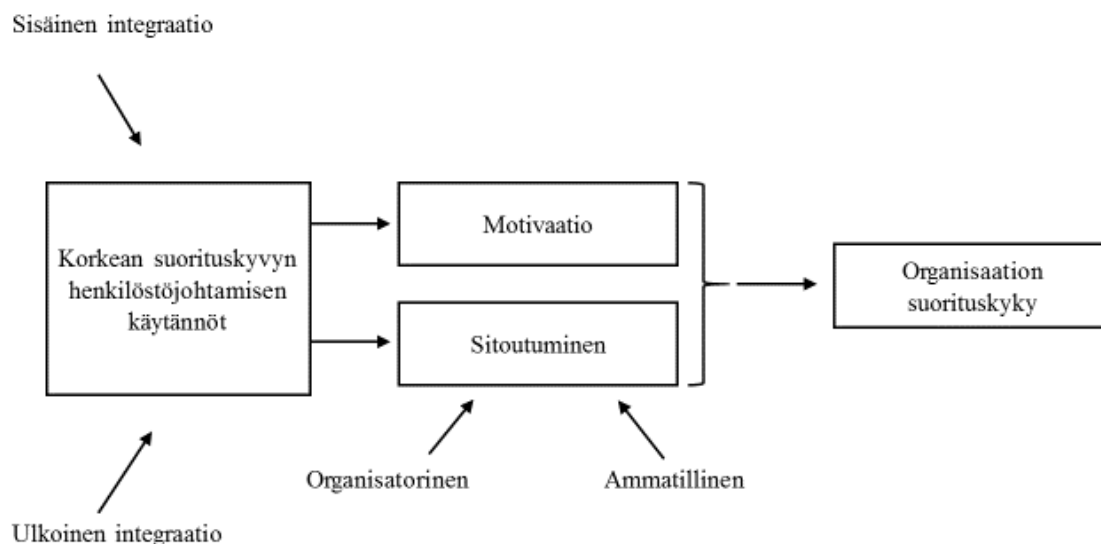 Sisäinen integraatio
Korkean suorituskyvyn
henkilöstöjohtamisen
käytännöt
Motivaatio
Sitoutuminen
Organisaation
suorituskyky
Organisatorinen
Ammatillinen
Ulkoinen integraatio